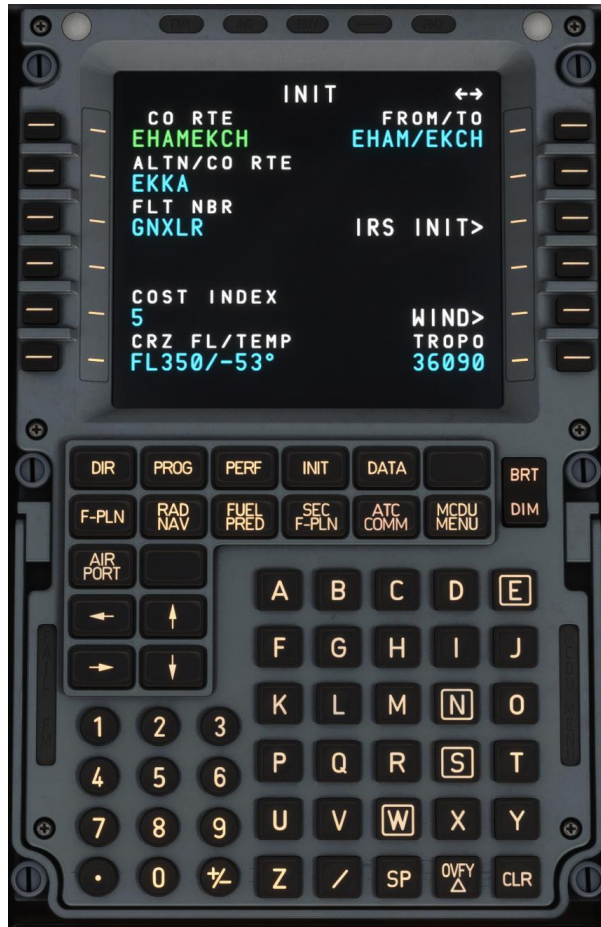 INIT ←→
CO RTE FROM/TO
EHAMEKCH EHAM/EKCH
ALTN/CO RTE
EKKA
FLT NBR
GNXLR IRS INIT>
COST INDEX
5 WIND>
CRZ FL/TEMP TROPO
FL350/-53° 36090
DIR PROG PERF INIT DATA
BRT
F-PLN RAD NAV FUEL PRED SEC F-PLN ATC COMM MCDU MENU
DIM
AIR PORT
← ↑
→ ↓
A B C D E
F G H I J
K L M N O
1 2 3
P Q R S T
4 5 6
U V W X Y
7 8 9
Z / SP OVFY △ CLR
. 0 +/-